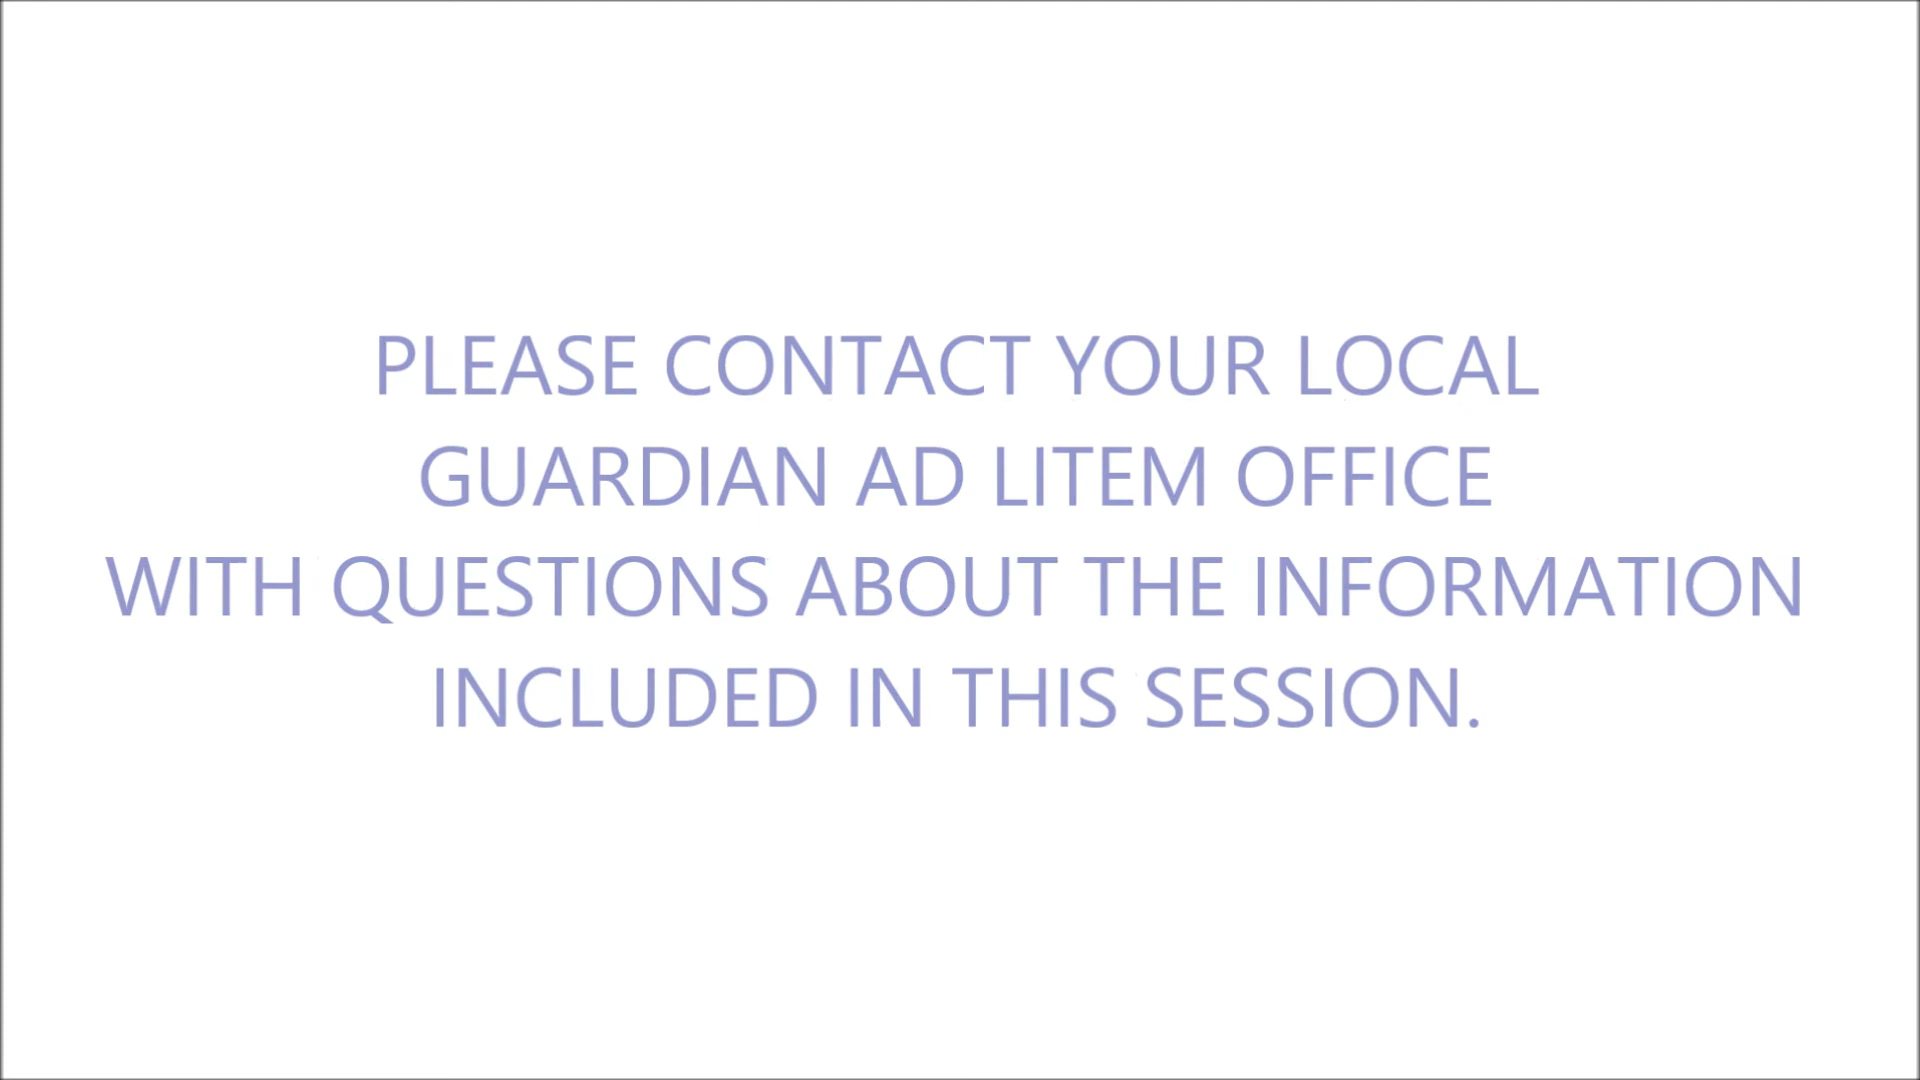 PLEASE CONTACT YOUR LOCAL
GUARDIAN AD LITEM OFFICE
WITH QUESTIONS ABOUT THE INFORMATION
INCLUDED IN THIS SESSION.